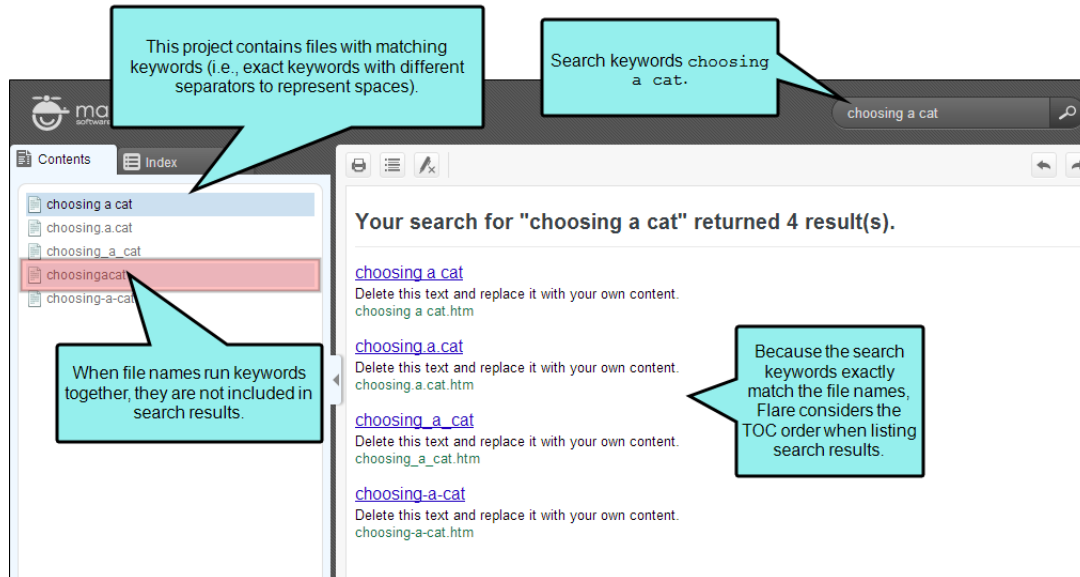 This project contains files with matching
keywords (i.e., exact keywords with different
separators to represent spaces).
Search keywords choosing
a cat.
ma
software
choosing a cat
Contents
Index
choosing a cat
choosing.a.cat
choosing_a_cat
choosingacat
choosing-a-cat
When file names run keywords
together, they are not included in
search results.
Your search for "choosing a cat" returned 4 result(s).
choosing a cat
Delete this text and replace it with your own content.
choosing a cat.htm
choosing.a.cat
Delete this text and replace it with your own content.
choosing.a.cat.htm
choosing_a_cat
Delete this text and replace it with your own content.
choosing_a_cat.htm
choosing-a-cat
Delete this text and replace it with your own content.
choosing-a-cat.htm
Because the search
keywords exactly
match the file names,
Flare considers the
TOC order when listing
search results.